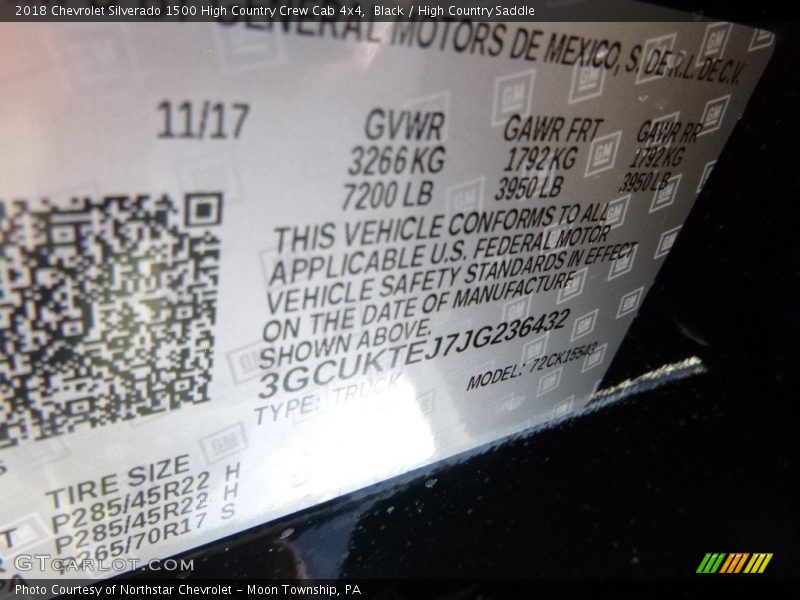 2018 Chevrolet Silverado 1500 High Country Crew Cab 4x4, Black / High Country Saddle
GENERAL MOTORS DE MEXICO, S. DE R.L. DE C.V.
11/17
GVWR
3266 KG
7200 LB
GAWR FRT
1792 KG
3950 LB
GAWR RR
1792 KG
3950 LB
THIS VEHICLE CONFORMS TO ALL
APPLICABLE U.S. FEDERAL MOTOR
VEHICLE SAFETY STANDARDS IN EFFECT
ON THE DATE OF MANUFACTURE
SHOWN ABOVE.
3GCUKTEJ7JG236432
TYPE: TRUCK
MODEL: 72CK15543
TIRE SIZE
P285/45R22 H
P285/45R22 H
P265/70R17 S
GM
GTcarlot.com
Photo Courtesy of Northstar Chevrolet - Moon Township, PA